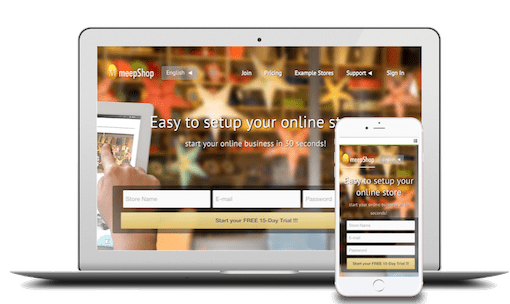 meepShop
English
Join Pricing Example Stores Support Sign In
Easy to setup your online
start your online business in 30 seconds!
Store Name E-mail Password
Start your FREE 15-Day Trial !!!
meepShop
English
Easy to setup your
online store
start your online business in 30
seconds!
Store Name
E-mail
Password
Start your FREE 15-Day Trial !!!